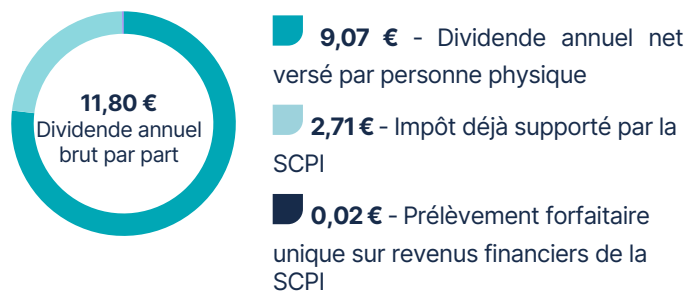 11,80 €
Dividende annuel
brut par part
9,07 € - Dividende annuel net
versé par personne physique
2,71 € - Impôt déjà supporté par la
SCPI
0,02 € - Prélèvement forfaitaire
unique sur revenus financiers de la
SCPI